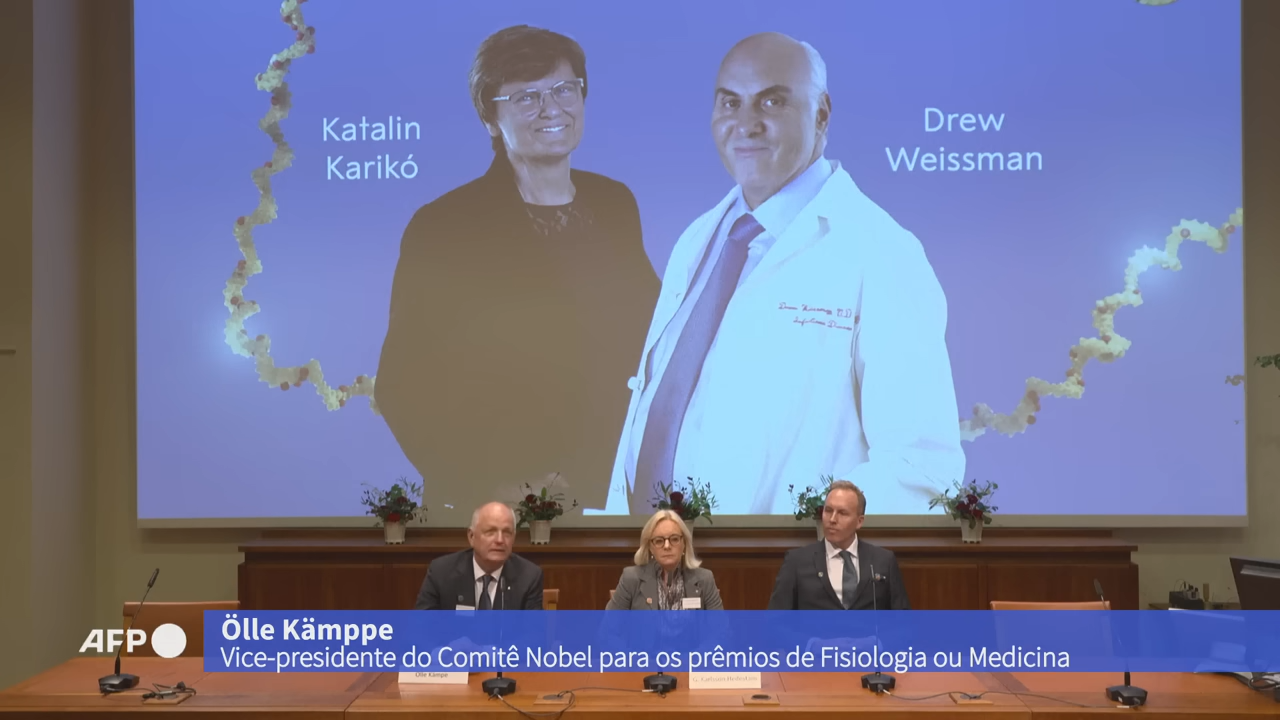 Katalin
Karikó
Drew
Weissman
AFP
Ölle Kämppe
Vice-presidente do Comitê Nobel para os prêmios de Fisiologia ou Medicina
Olle Kämpe